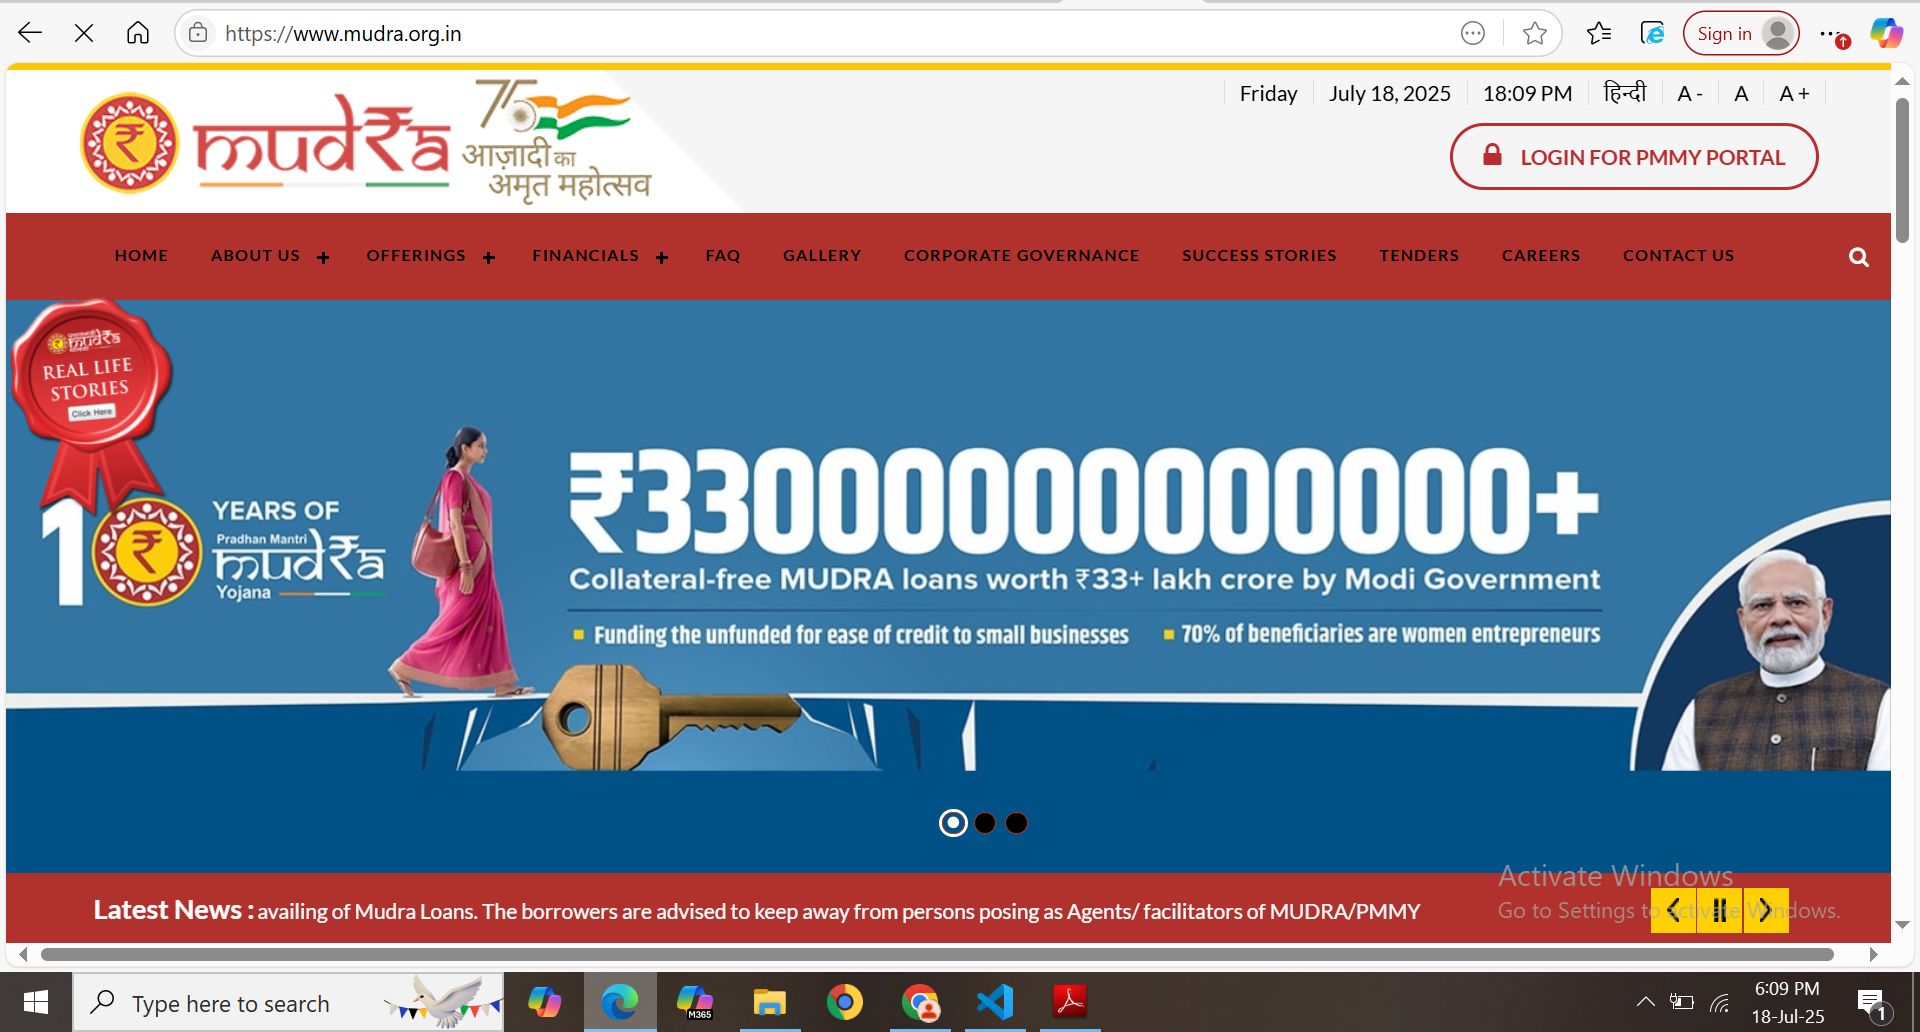 https://www.mudra.org.in
Sign in
75
mudRa
आज़ादी का
अमृत महोत्सव
Friday
July 18, 2025
18:09 PM
हिन्दी
A -
A
A +
LOGIN FOR PMMY PORTAL
HOME
ABOUT US +
OFFERINGS +
FINANCIALS +
FAQ
GALLERY
CORPORATE GOVERNANCE
SUCCESS STORIES
TENDERS
CAREERS
CONTACT US
mudRa
REAL LIFE
STORIES
Click Here
10
YEARS OF
Pradhan Mantri
mudRa
Yojana
₹33000000000000+
Collateral-free MUDRA loans worth ₹33+ lakh crore by Modi Government
Funding the unfunded for ease of credit to small businesses
70% of beneficiaries are women entrepreneurs
Latest News : availing of Mudra Loans. The borrowers are advised to keep away from persons posing as Agents/ facilitators of MUDRA/PMMY
Activate Windows
Go to Settings to activate Windows.
Type here to search
M365
6:09 PM
18-Jul-25
1